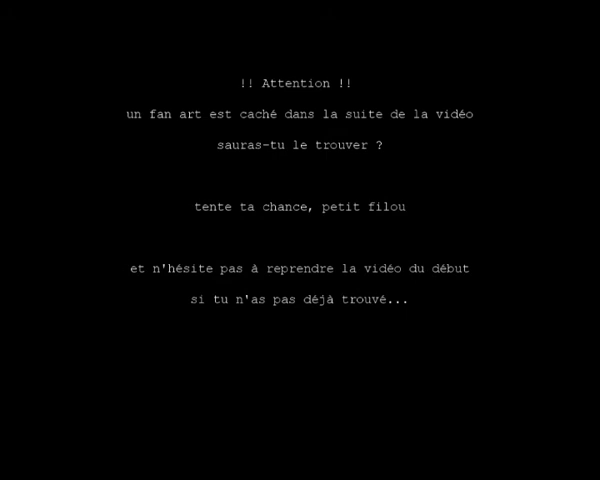 !! Attention !!
un fan art est caché dans la suite de la vidéo
sauras-tu le trouver ?
tente ta chance, petit filou
et n'hésite pas à reprendre la vidéo du début
si tu n'as pas déjà trouvé...